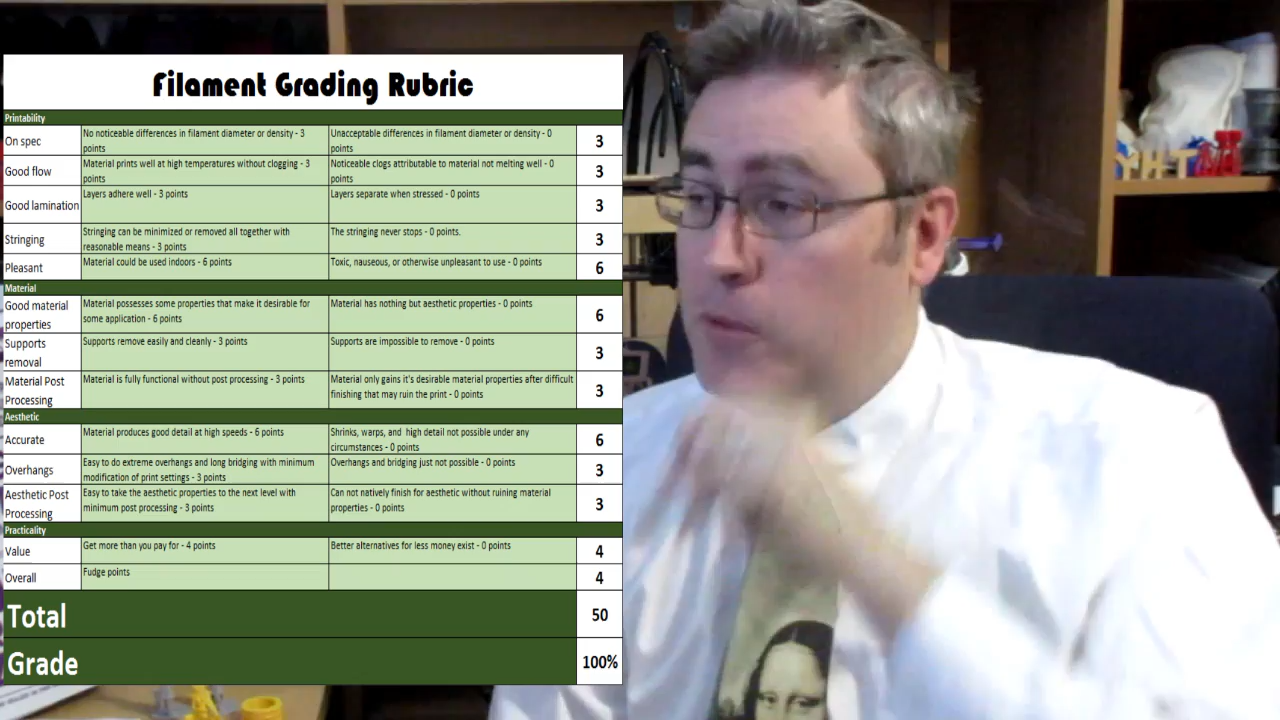 Filament Grading Rubric
Printability
On spec
No noticeable differences in filament diameter or density - 3
points
Unacceptable differences in filament diameter or density - 0
points
3
Good flow
Material prints well at high temperatures without clogging - 3
points
Noticeable clogs attributable to material not melting well - 0
points
3
Good lamination
Layers adhere well - 3 points
Layers separate when stressed - 0 points
3
Stringing
Stringing can be minimized or removed all together with
reasonable means - 3 points
The stringing never stops - 0 points.
3
Pleasant
Material could be used indoors - 6 points
Toxic, nauseous, or otherwise unpleasant to use - 0 points
6
Material
Good material
properties
Material possesses some properties that make it desirable for
some application - 6 points
Material has nothing but aesthetic properties - 0 points
6
Supports
removal
Supports remove easily and cleanly - 3 points
Supports are impossible to remove - 0 points
3
Material Post
Processing
Material is fully functional without post processing - 3 points
Material only gains it's desirable material properties after difficult
finishing that may ruin the print - 0 points
3
Aesthetic
Accurate
Material produces good detail at high speeds - 6 points
Shrinks, warps, and high detail not possible under any
circumstances - 0 points
6
Overhangs
Easy to do extreme overhangs and long bridging with minimum
modification of print settings - 3 points
Overhangs and bridging just not possible - 0 points
3
Aesthetic Post
Processing
Easy to take the aesthetic properties to the next level with
minimum post processing - 3 points
Can not natively finish for aesthetic without ruining material
properties - 0 points
3
Practicality
Value
Get more than you pay for - 4 points
Better alternatives for less money exist - 0 points
4
Overall
Fudge points
4
Total
50
Grade
100%